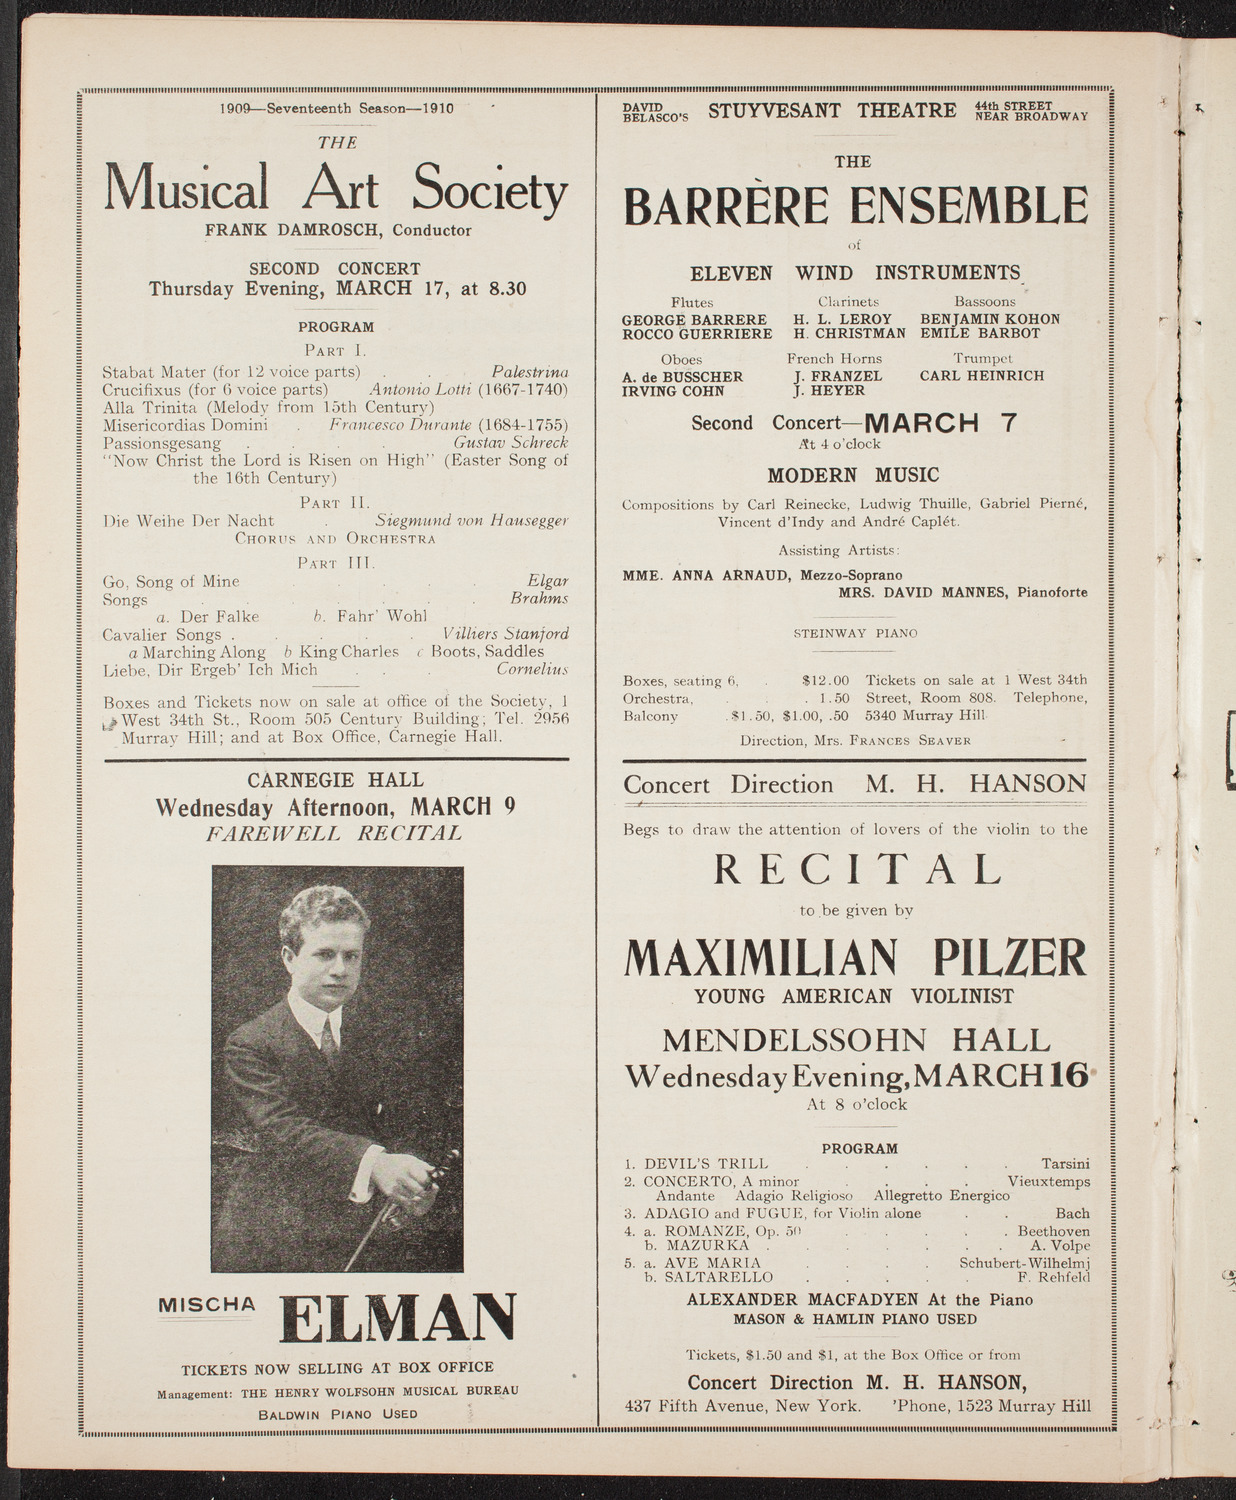 1909—Seventeenth Season—1910
THE
Musical Art Society
FRANK DAMROSCH, Conductor
SECOND CONCERT
Thursday Evening, MARCH 17, at 8.30
PROGRAM
PART I.
Stabat Mater (for 12 voice parts) . . Palestrina
Crucifixus (for 6 voice parts) Antonio Lotti (1667-1740)
Alla Trinita (Melody from 15th Century)
Misericordias Domini . Francesco Durante (1684-1755)
Passionsgesang . . . . Gustav Schreck
"Now Christ the Lord is Risen on High" (Easter Song of
the 16th Century)
PART II.
Die Weihe Der Nacht . Siegmund von Hausegger
CHORUS AND ORCHESTRA
PART III.
Go, Song of Mine . . . . . Elgar
Songs . . . . . . Brahms
a. Der Falke b. Fahr' Wohl
Cavalier Songs . . . . . Villiers Stanford
a Marching Along b King Charles c Boots, Saddles
Liebe, Dir Ergeb' Ich Mich . . . Cornelius
Boxes and Tickets now on sale at office of the Society, 1
West 34th St., Room 505 Century Building; Tel. 2956
Murray Hill; and at Box Office, Carnegie Hall.
CARNEGIE HALL
Wednesday Afternoon, MARCH 9
FAREWELL RECITAL
MISCHA ELMAN
TICKETS NOW SELLING AT BOX OFFICE
Management: THE HENRY WOLFSOHN MUSICAL BUREAU
BALDWIN PIANO USED
DAVID BELASCO'S STUYVESANT THEATRE 44th STREET NEAR BROADWAY
THE
BARRÈRE ENSEMBLE
of
ELEVEN WIND INSTRUMENTS
Flutes Clarinets Bassoons
GEORGE BARRERE H. L. LEROY BENJAMIN KOHON
ROCCO GUERRIERE H. CHRISTMAN EMILE BARBOT
Oboes French Horns Trumpet
A. de BUSSCHER J. FRANZEL CARL HEINRICH
IRVING COHN J. HEYER
Second Concert—MARCH 7
At 4 o'clock
MODERN MUSIC
Compositions by Carl Reinecke, Ludwig Thuille, Gabriel Pierné,
Vincent d'Indy and André Caplét.
Assisting Artists:
MME. ANNA ARNAUD, Mezzo-Soprano
MRS. DAVID MANNES, Pianoforte
STEINWAY PIANO
Boxes, seating 6, . $12.00 Tickets on sale at 1 West 34th
Orchestra, . . . 1.50 Street, Room 808. Telephone,
Balcony . $1.50, $1.00, .50 5340 Murray Hill
Direction, Mrs. FRANCES SEAVER
Concert Direction M. H. HANSON
Begs to draw the attention of lovers of the violin to the
RECITAL
to be given by
MAXIMILIAN PILZER
YOUNG AMERICAN VIOLINIST
MENDELSSOHN HALL
Wednesday Evening, MARCH 16
At 8 o'clock
PROGRAM
1. DEVIL'S TRILL . . . . . . Tarsini
2. CONCERTO, A minor . . . . Vieuxtemps
Andante Adagio Religioso Allegretto Energico
3. ADAGIO and FUGUE, for Violin alone . . Bach
4. a. ROMANZE, Op. 50 . . . . . Beethoven
b. MAZURKA . . . . . . . A. Volpe
5. a. AVE MARIA . . . . Schubert-Wilhelmj
b. SALTARELLO . . . . . F. Rehfeld
ALEXANDER MACFADYEN At the Piano
MASON & HAMLIN PIANO USED
Tickets, $1.50 and $1, at the Box Office or from
Concert Direction M. H. HANSON,
437 Fifth Avenue, New York. 'Phone, 1523 Murray Hill